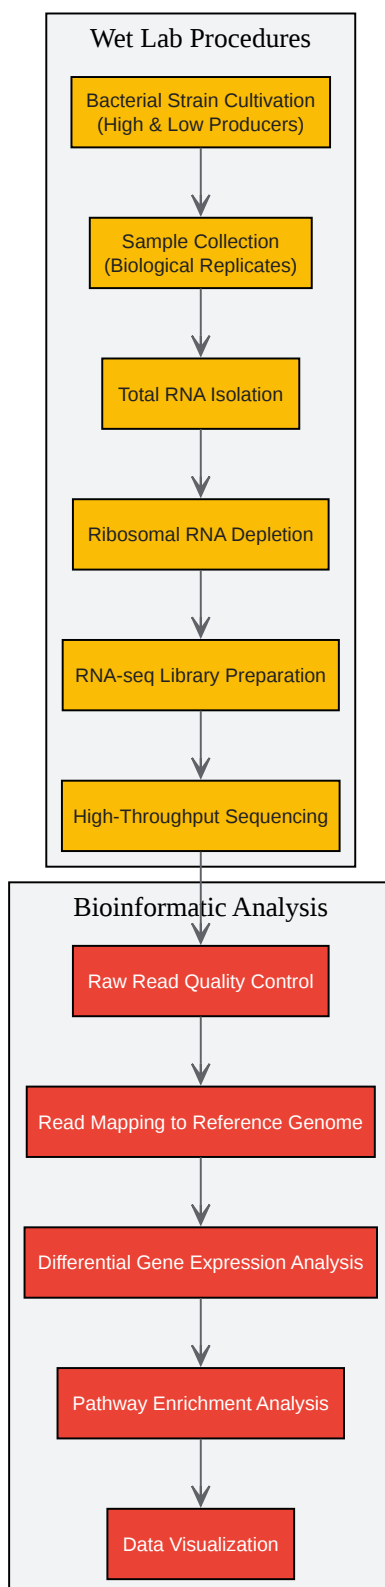 Wet Lab Procedures
Bacterial Strain Cultivation
(High & Low Producers)
Sample Collection
(Biological Replicates)
Total RNA Isolation
Ribosomal RNA Depletion
RNA-seq Library Preparation
High-Throughput Sequencing
Bioinformatic Analysis
Raw Read Quality Control
Read Mapping to Reference Genome
Differential Gene Expression Analysis
Pathway Enrichment Analysis
Data Visualization